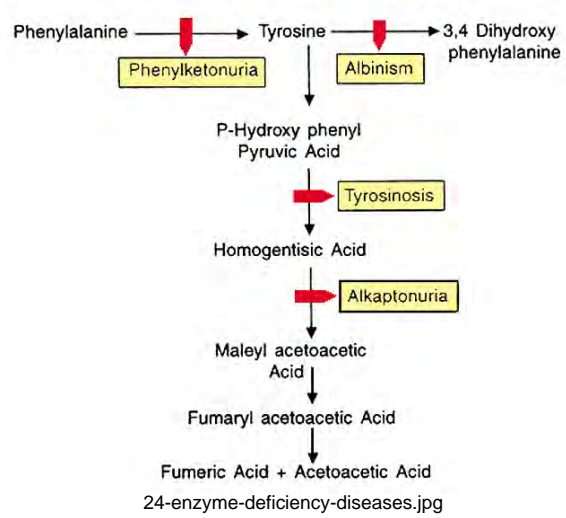 Phenylalanine
Tyrosine
3,4 Dihydroxy
phenylalanine
Phenylketonuria
Albinism
P-Hydroxy phenyl
Pyruvic Acid
Tyrosinosis
Homogentisic Acid
Alkaptonuria
Maleyl acetoacetic
Acid
Fumaryl acetoacetic Acid
Fumeric Acid + Acetoacetic Acid
24-enzyme-deficiency-diseases.jpg